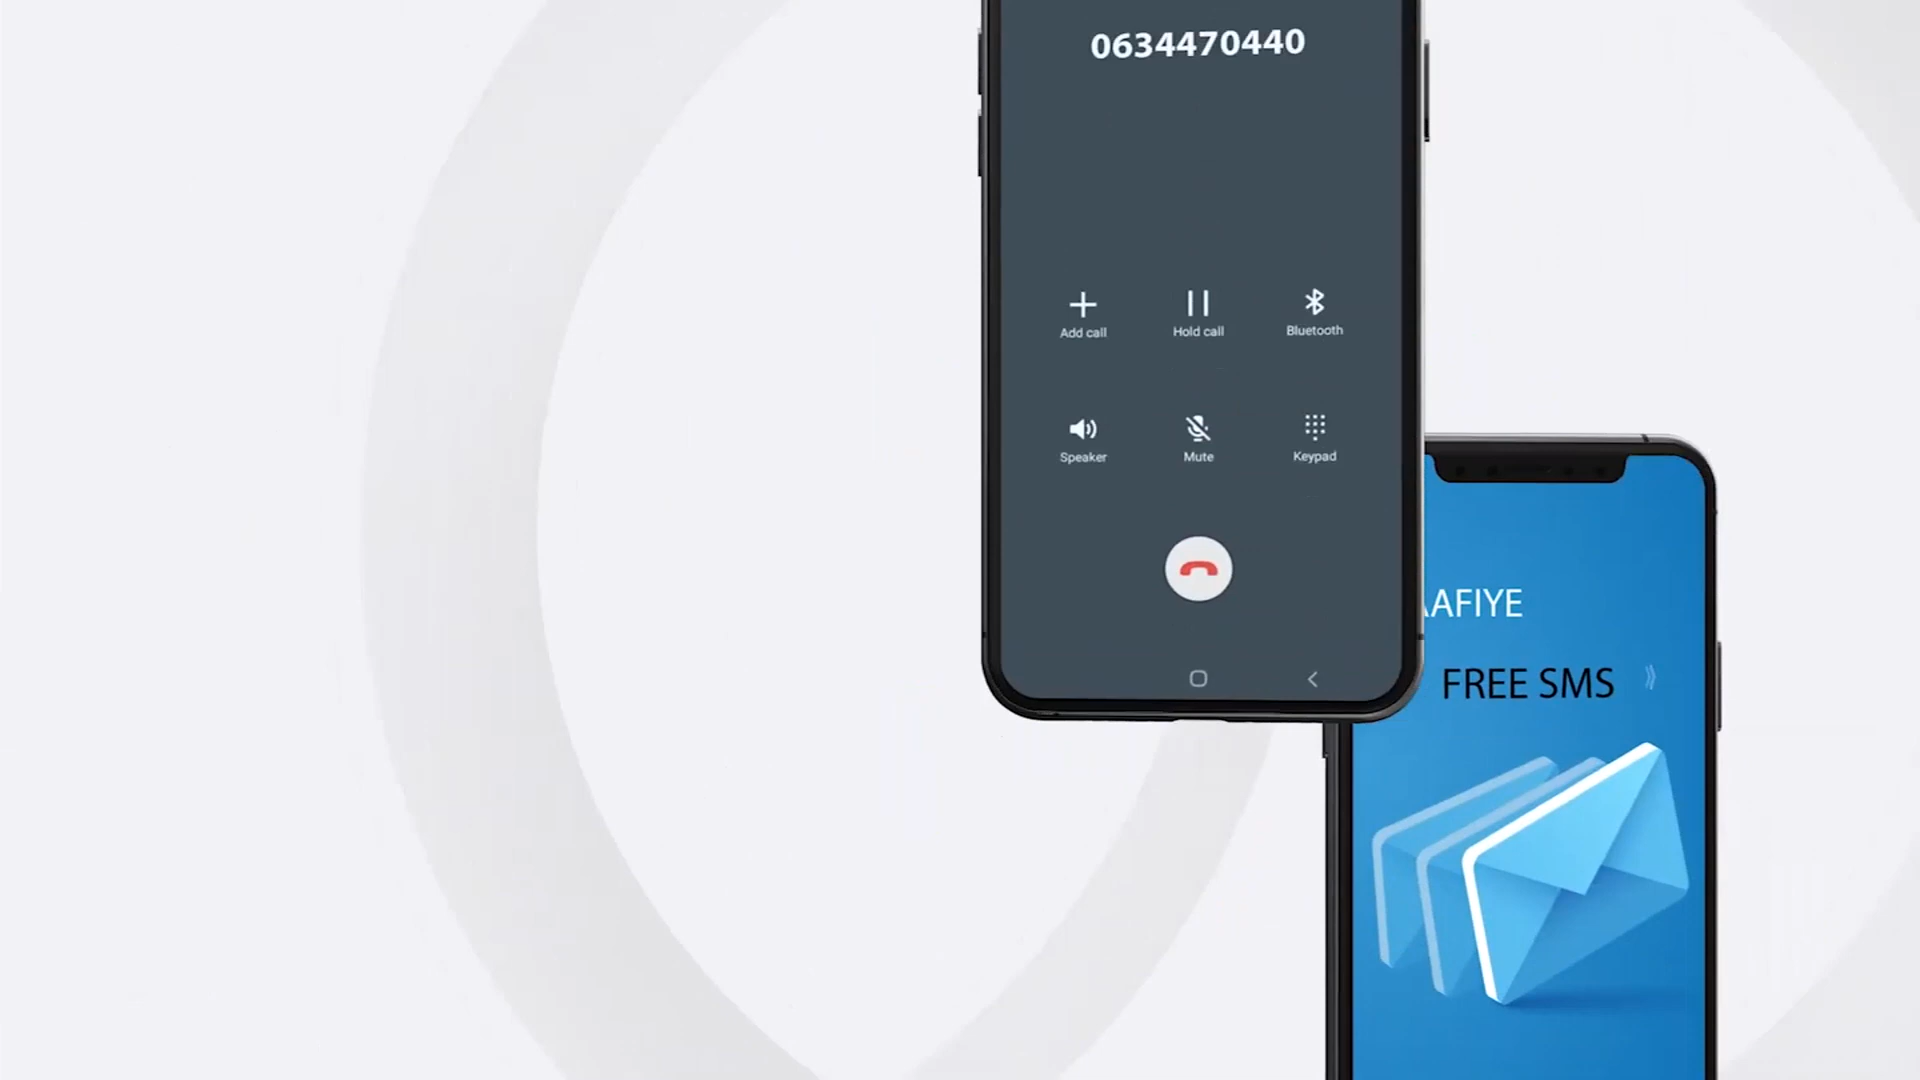 0634470440
Add call
Hold call
Bluetooth
Speaker
Mute
Keypad
AFIYE
FREE SMS